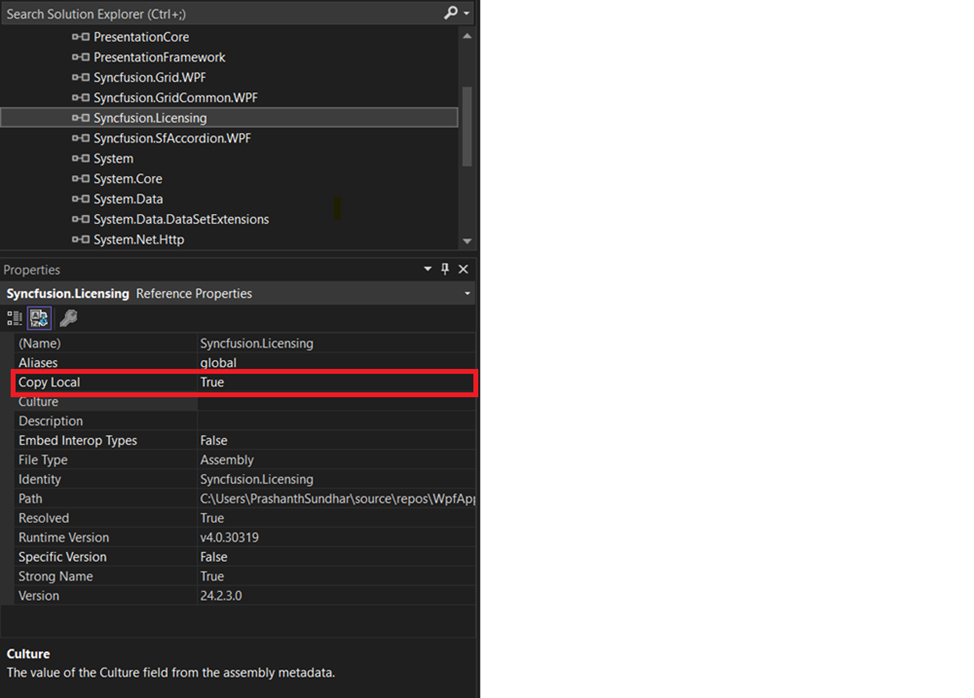 Search Solution Explorer (Ctrl+;)
PresentationCore
PresentationFramework
Syncfusion.Grid.WPF
Syncfusion.GridCommon.WPF
Syncfusion.Licensing
Syncfusion.SfAccordion.WPF
System
System.Core
System.Data
System.Data.DataSetExtensions
System.Net.Http
Properties
Syncfusion.Licensing Reference Properties
(Name) Syncfusion.Licensing
Aliases global
Copy Local True
Culture
Description
Embed Interop Types False
File Type Assembly
Identity Syncfusion.Licensing
Path C:\Users\PrashanthSundhar\source\repos\WpfApp
Resolved True
Runtime Version v4.0.30319
Specific Version False
Strong Name True
Version 24.2.3.0
Culture
The value of the Culture field from the assembly metadata.